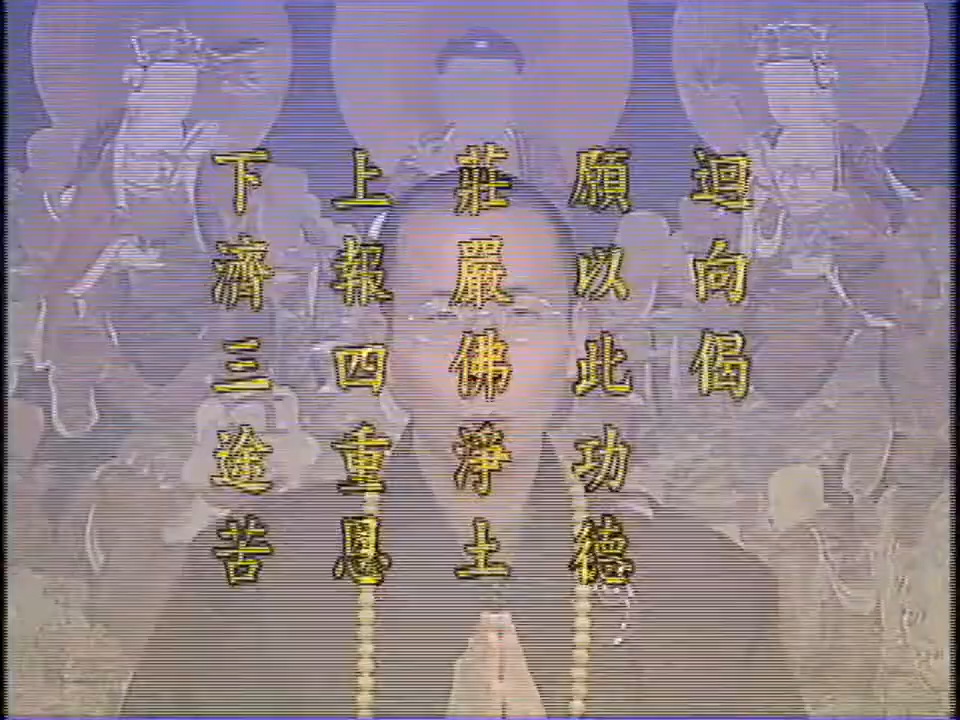 迴向偈
願以此功德
莊嚴佛淨土
上報四重恩
下濟三途苦